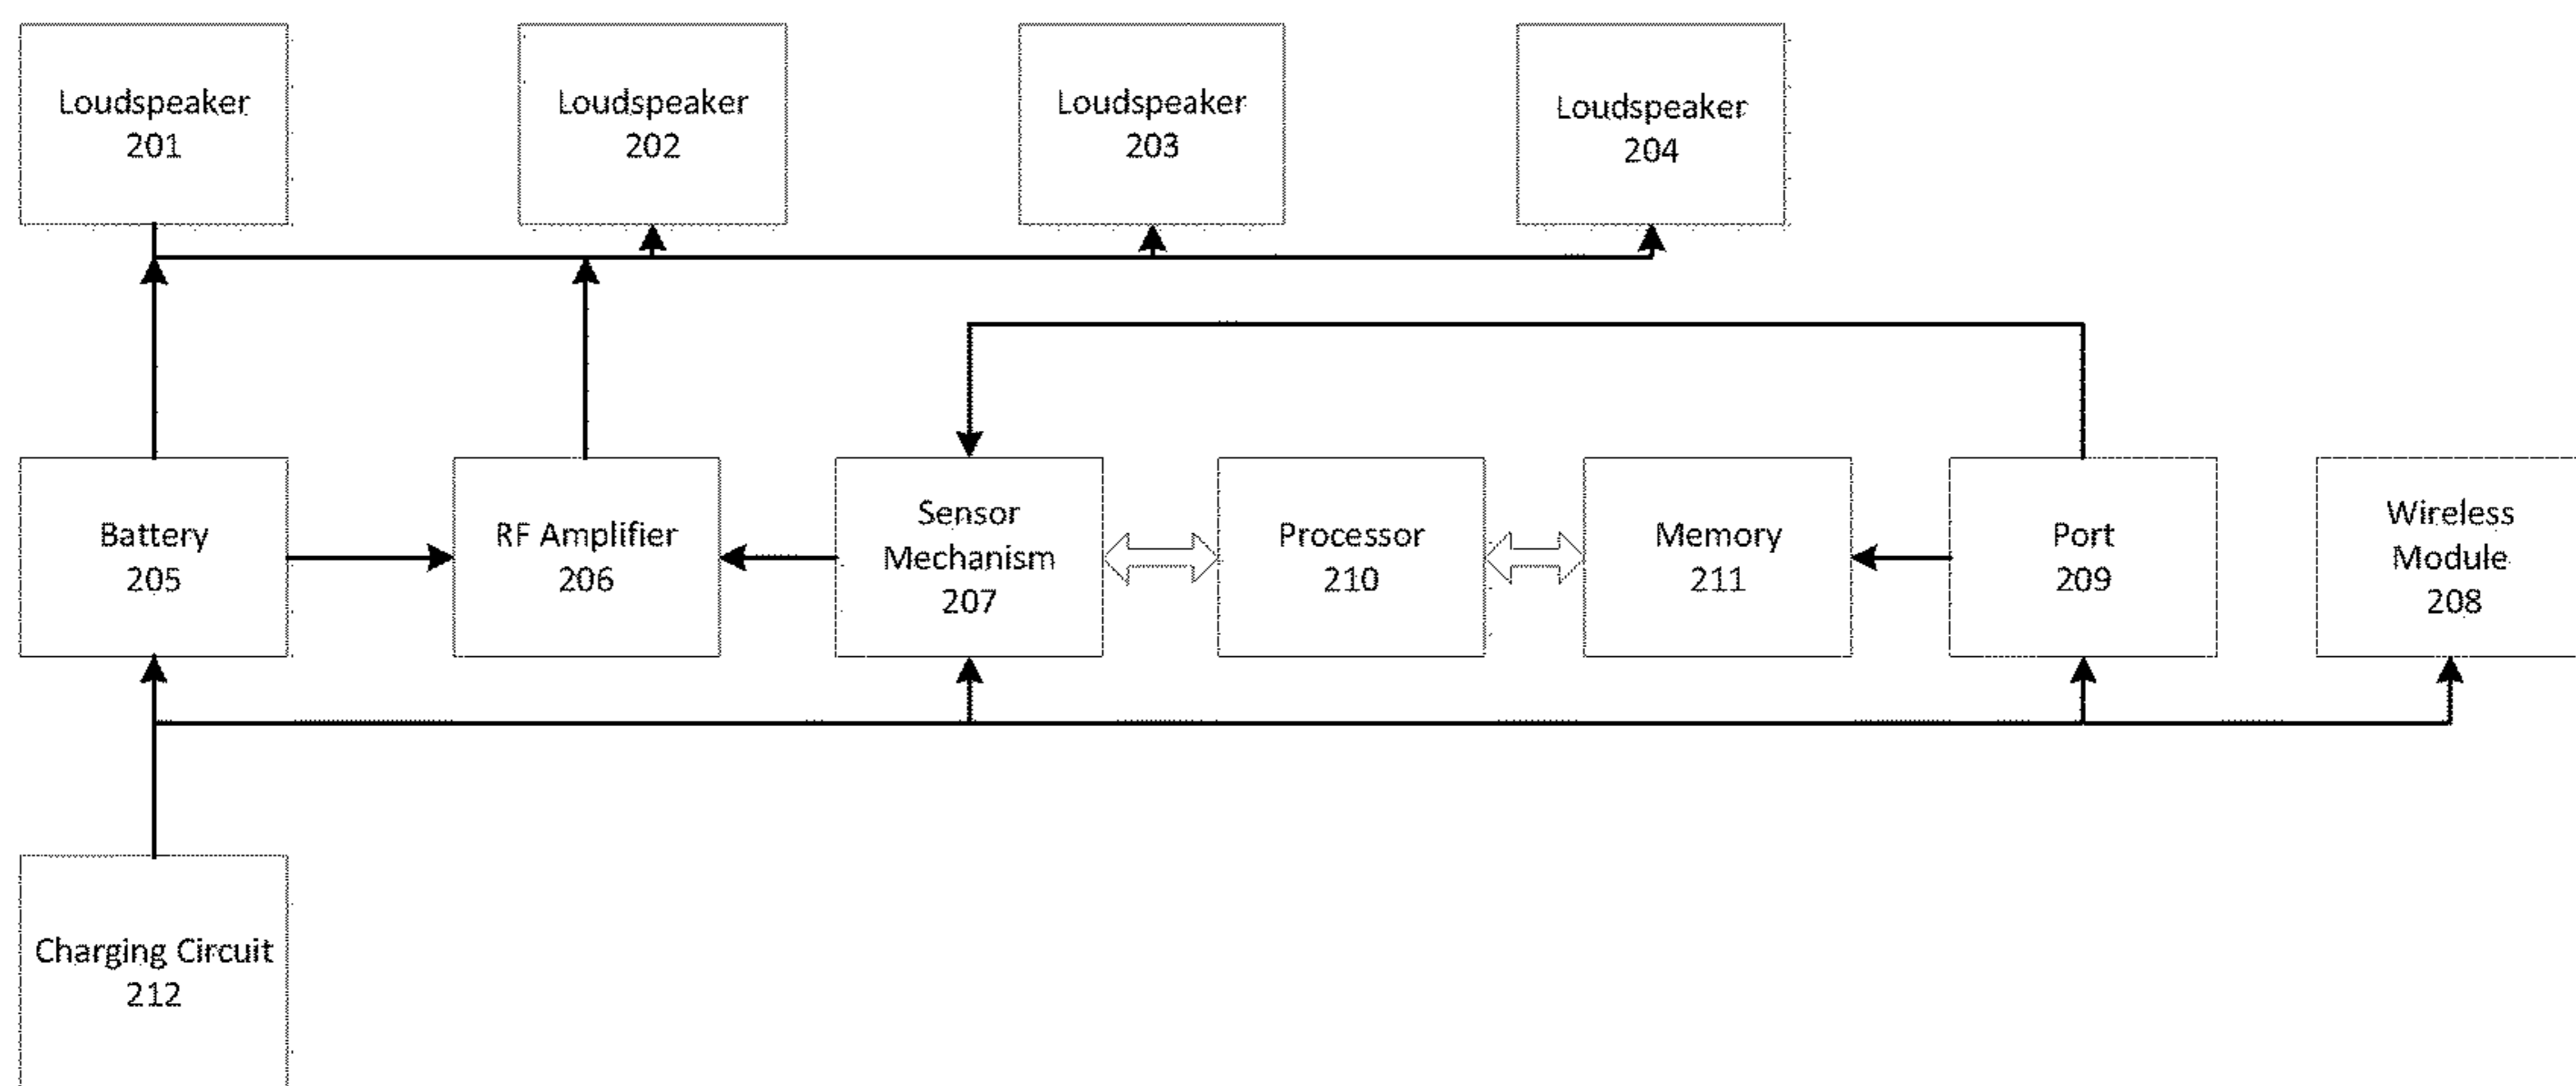 Loudspeaker
201
Loudspeaker
202
Loudspeaker
203
Loudspeaker
204
Battery
205
RF Amplifier
206
Sensor
Mechanism
207
Processor
210
Memory
211
Port
209
Wireless
Module
208
Charging Circuit
212